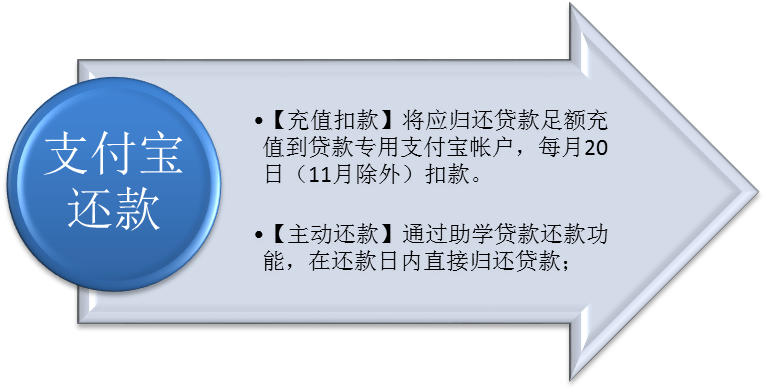 支付宝
还款
•【充值扣款】将应归还贷款足额充
值到贷款专用支付宝帐户，每月20
日（11月除外）扣款。
•【主动还款】通过助学贷款还款功
能，在还款日内直接归还贷款；